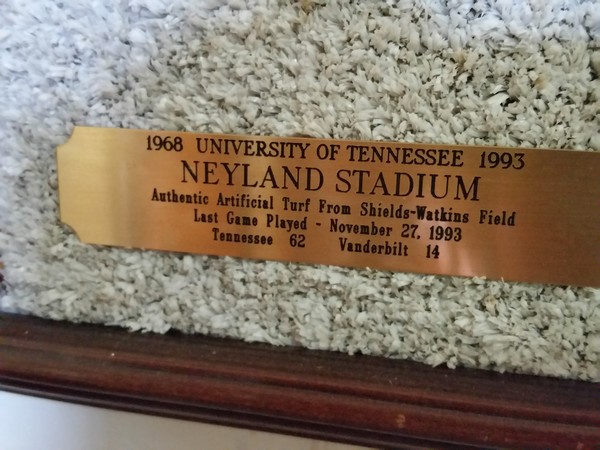 1968 UNIVERSITY OF TENNESSEE 1993
NEYLAND STADIUM
Authentic Artificial Turf From Shields-Watkins Field
Last Game Played - November 27, 1993
Tennessee 62 Vanderbilt 14